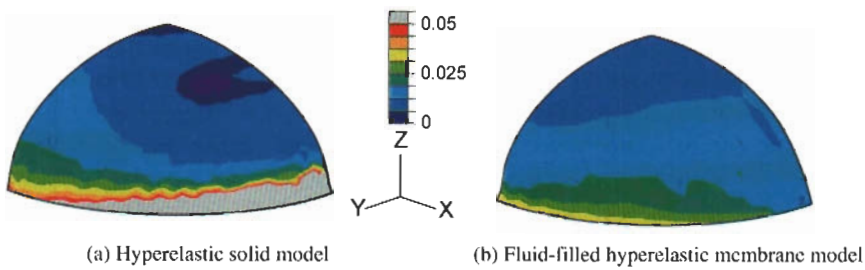 0.05
0.025
0
Z
Y
X
(a) Hyperelastic solid model
(b) Fluid-filled hyperelastic membrane model